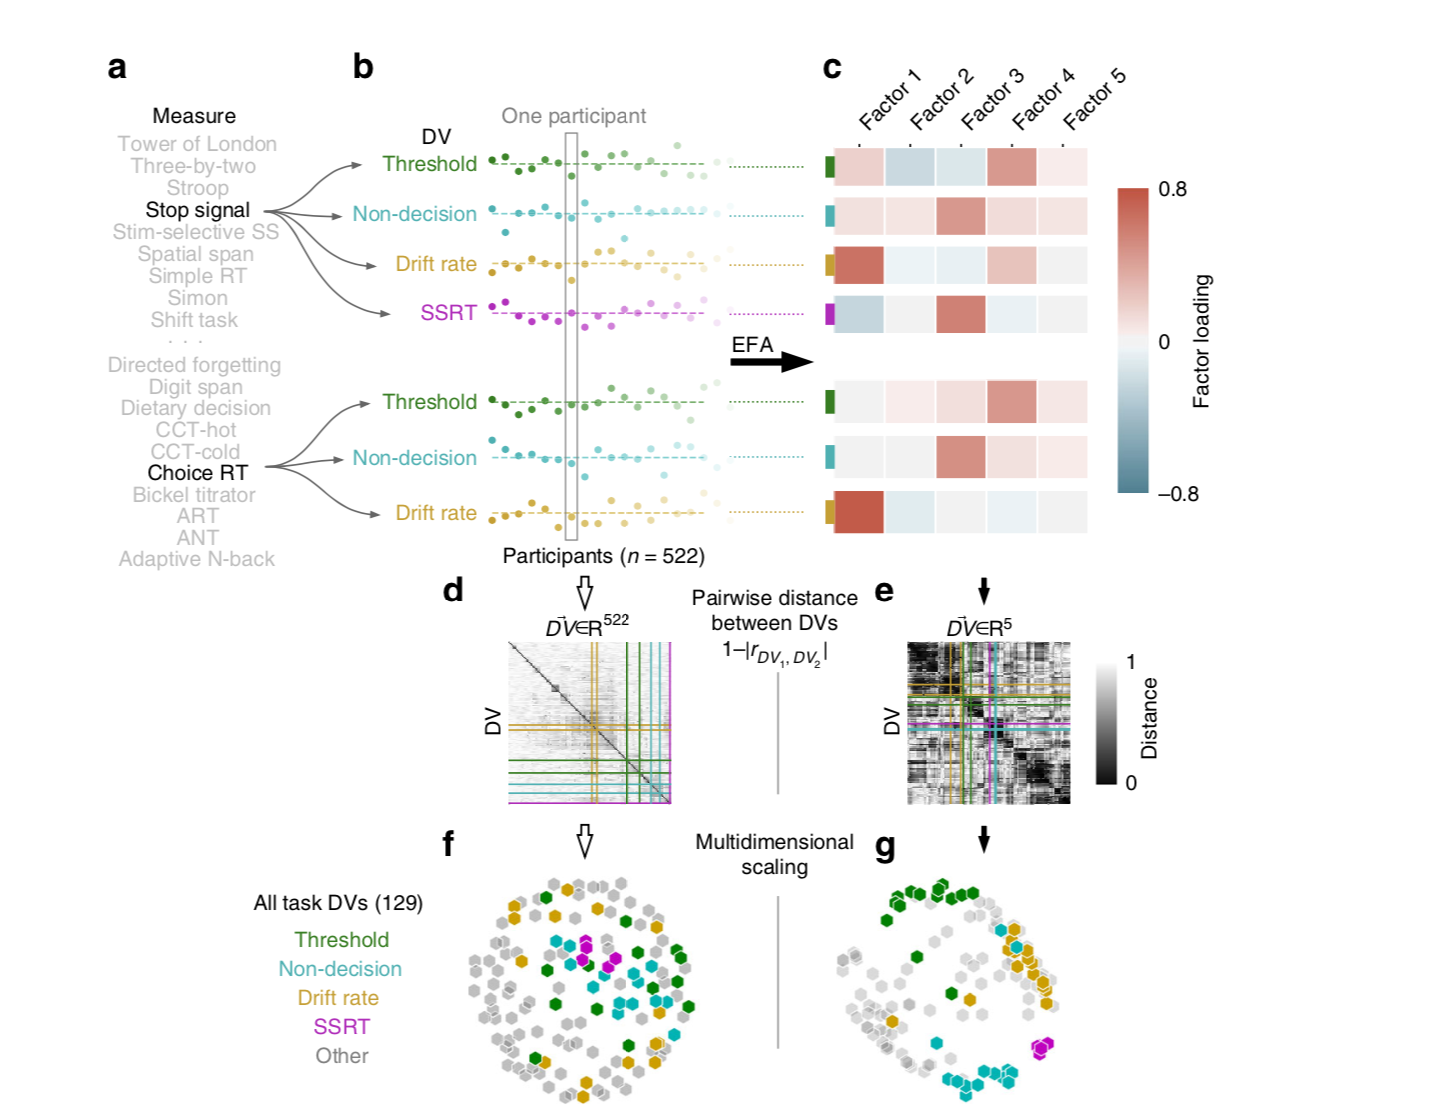 a
b
c
Measure
Tower of London
Three-by-two
Stroop
Stop signal
Stim-selective SS
Spatial span
Simple RT
Simon
Shift task
. . .
Directed forgetting
Digit span
Dietary decision
CCT-hot
CCT-cold
Choice RT
Bickel titrator
ART
ANT
Adaptive N-back
One participant
DV
Threshold
Non-decision
Drift rate
SSRT
Threshold
Non-decision
Drift rate
Participants (n = 522)
EFA
Factor 1
Factor 2
Factor 3
Factor 4
Factor 5
0.8
0
–0.8
Factor loading
d
DV⃗∈R^522
DV
Pairwise distance
between DVs
1–|r_{DV_1, DV_2}|
e
DV⃗∈R^5
DV
1
0
Distance
f
Multidimensional
scaling
g
All task DVs (129)
Threshold
Non-decision
Drift rate
SSRT
Other